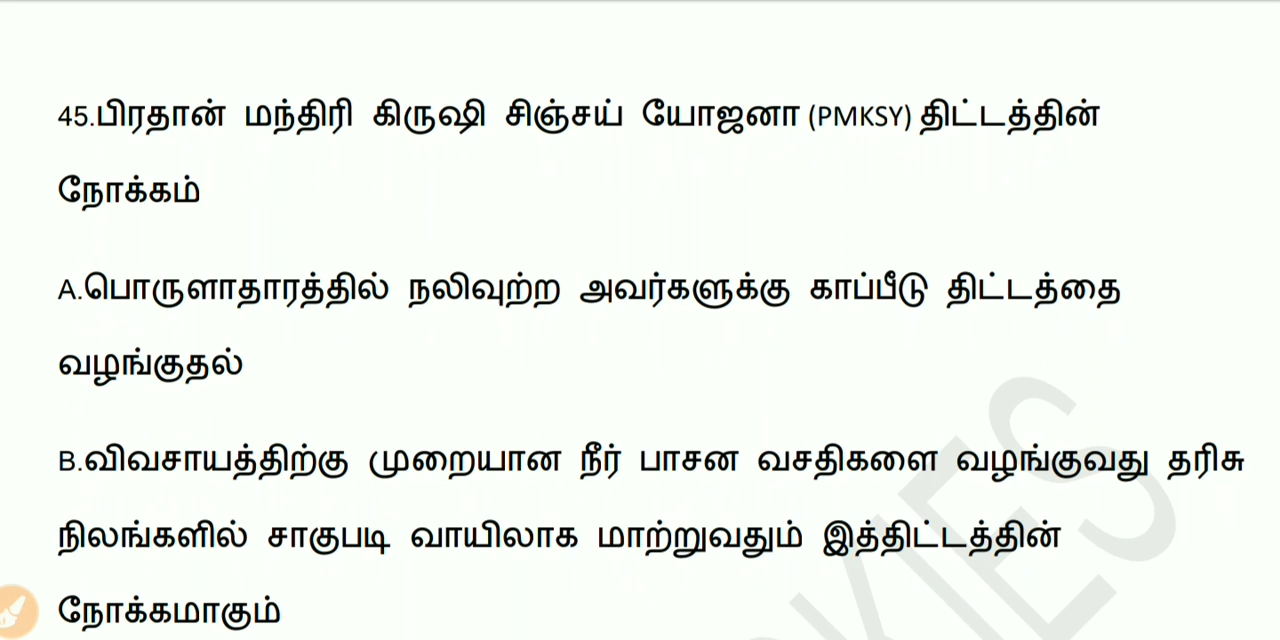 45.பிரதான் மந்திரி கிருஷி சிஞ்சய் யோஜனா (PMKSY) திட்டத்தின்
நோக்கம்
A.பொருளாதாரத்தில் நலிவுற்ற அவர்களுக்கு காப்பீடு திட்டத்தை
வழங்குதல்
B.விவசாயத்திற்கு முறையான நீர் பாசன வசதிகளை வழங்குவது தரிசு
நிலங்களில் சாகுபடி வாயிலாக மாற்றுவதும் இத்திட்டத்தின்
நோக்கமாகும்